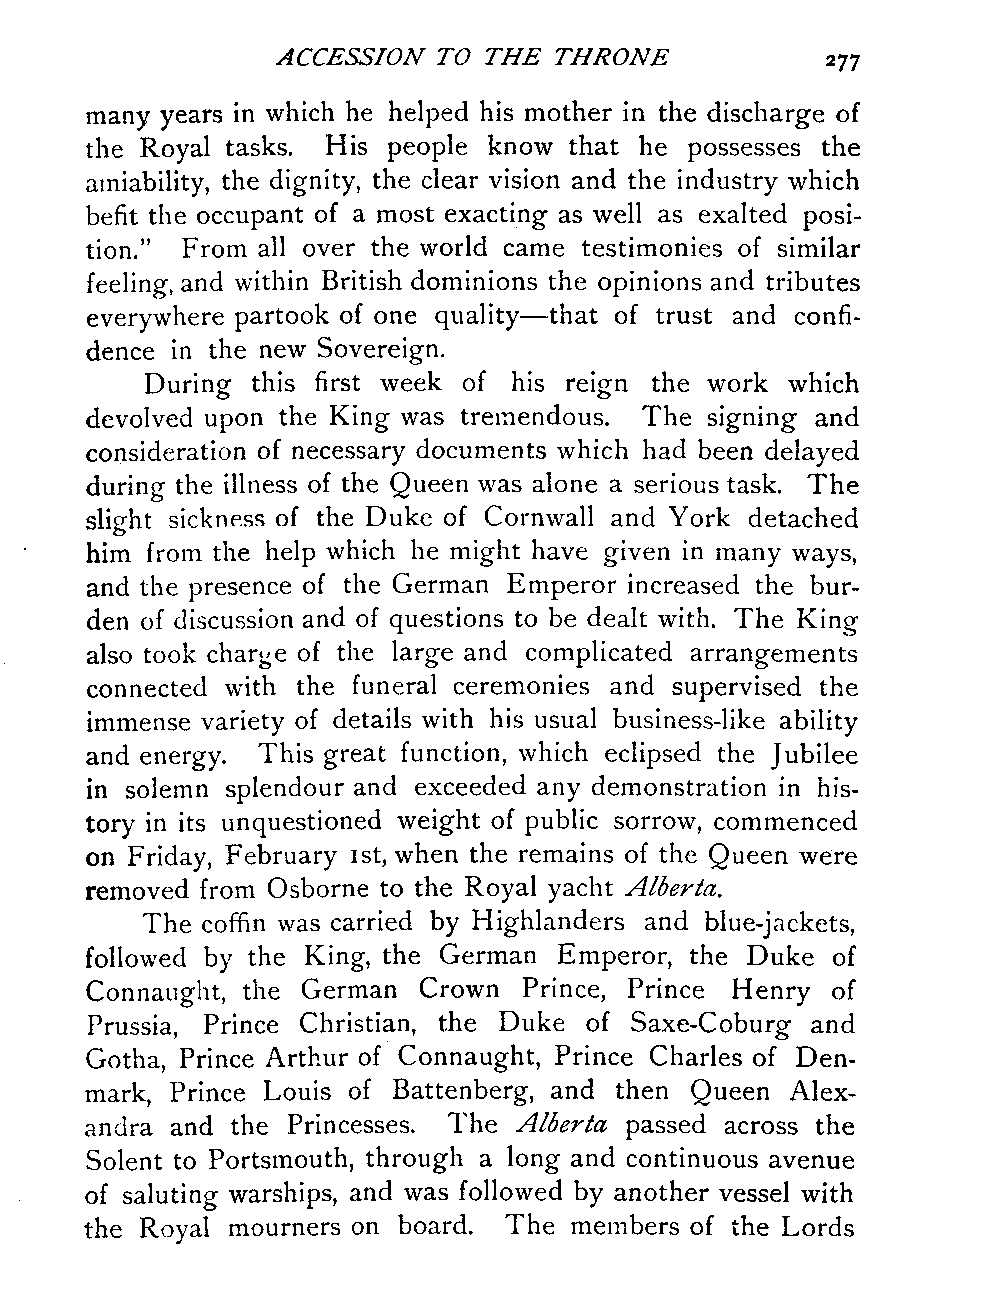 ACCESSION TO THE THRONE 277
many years in which he helped his mother in the discharge of
the Royal tasks. His people know that he possesses the
amiability, the dignity, the clear vision and the industry which
befit the occupant of a most exacting as well as exalted posi-
tion.” From all over the world came testimonies of similar
feeling, and within British dominions the opinions and tributes
everywhere partook of one quality—that of trust and confi-
dence in the new Sovereign.
During this first week of his reign the work which
devolved upon the King was tremendous. The signing and
consideration of necessary documents which had been delayed
during the illness of the Queen was alone a serious task. The
slight sickness of the Duke of Cornwall and York detached
him from the help which he might have given in many ways,
and the presence of the German Emperor increased the bur-
den of discussion and of questions to be dealt with. The King
also took charge of the large and complicated arrangements
connected with the funeral ceremonies and supervised the
immense variety of details with his usual business-like ability
and energy. This great function, which eclipsed the Jubilee
in solemn splendour and exceeded any demonstration in his-
tory in its unquestioned weight of public sorrow, commenced
on Friday, February 1st, when the remains of the Queen were
removed from Osborne to the Royal yacht Alberta.
The coffin was carried by Highlanders and blue-jackets,
followed by the King, the German Emperor, the Duke of
Connaught, the German Crown Prince, Prince Henry of
Prussia, Prince Christian, the Duke of Saxe-Coburg and
Gotha, Prince Arthur of Connaught, Prince Charles of Den-
mark, Prince Louis of Battenberg, and then Queen Alex-
andra and the Princesses. The Alberta passed across the
Solent to Portsmouth, through a long and continuous avenue
of saluting warships, and was followed by another vessel with
the Royal mourners on board. The members of the Lords